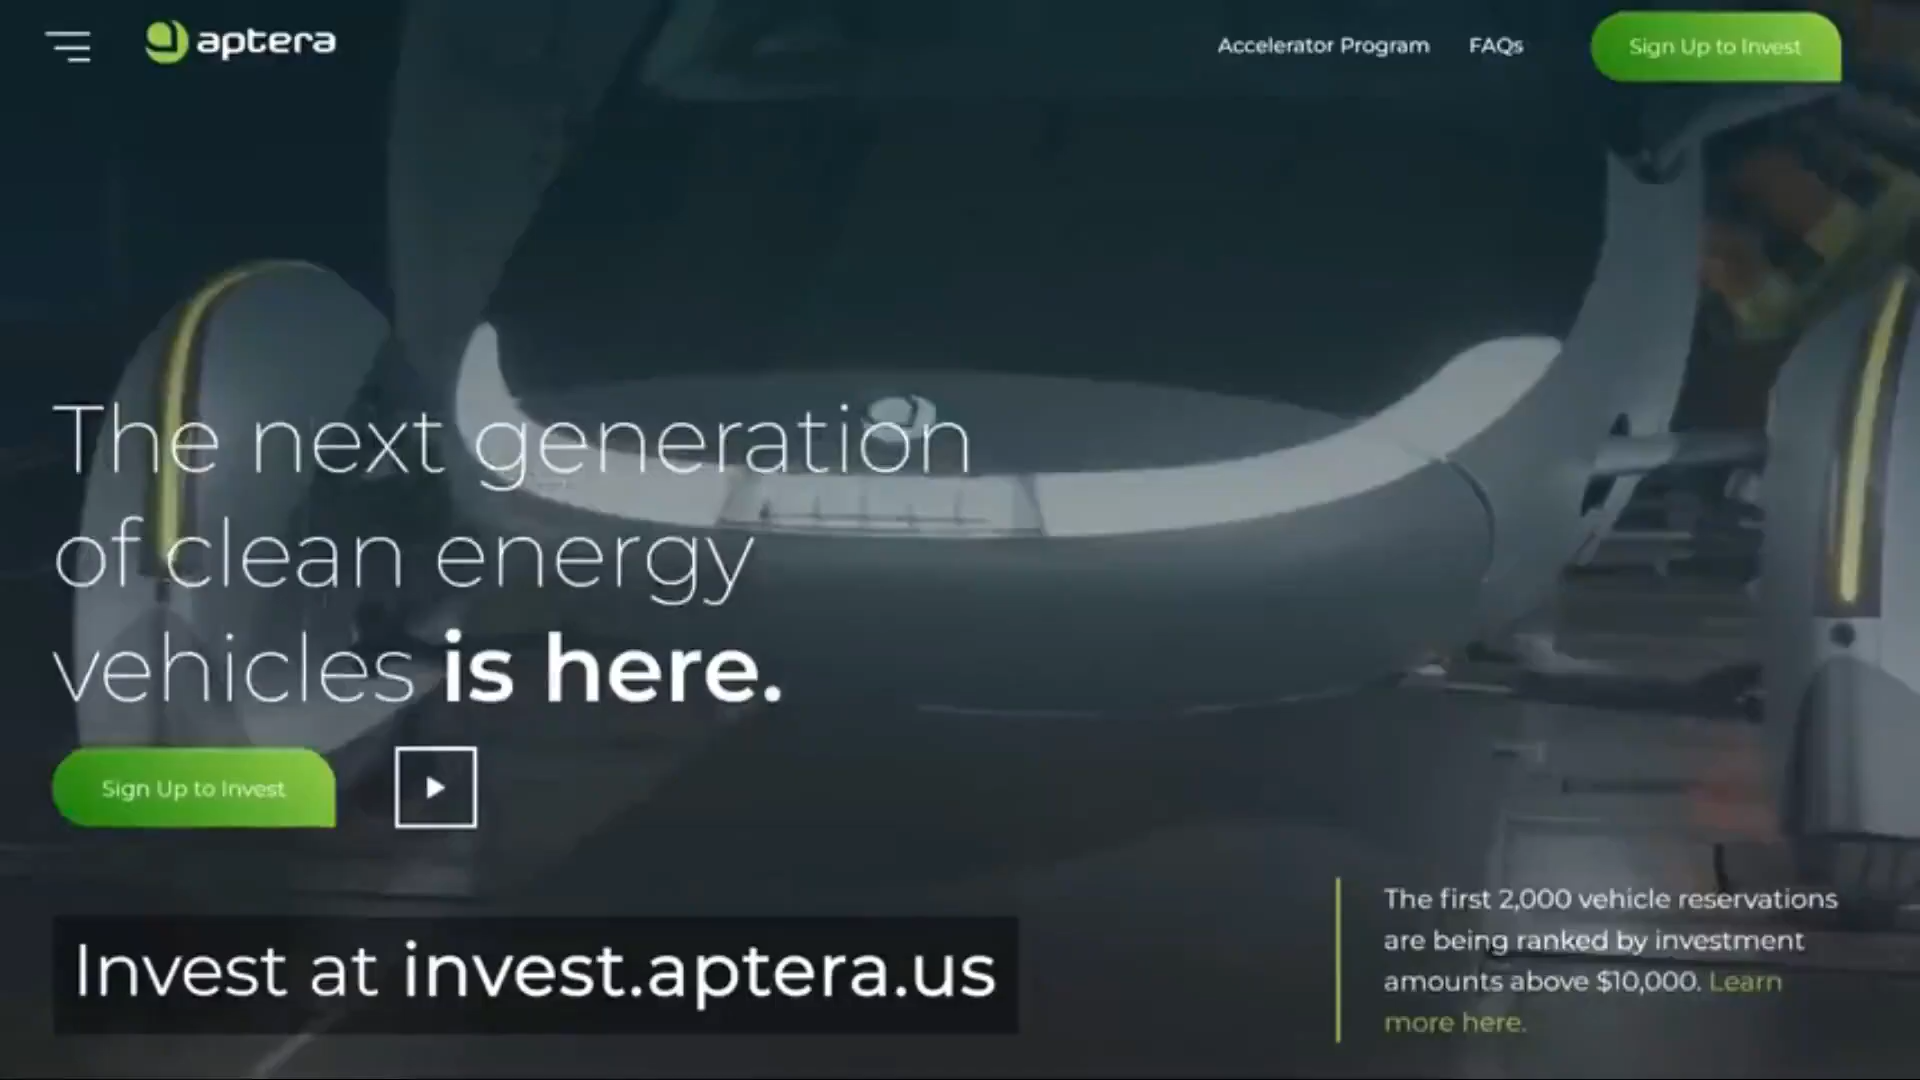 aptera
Accelerator Program
FAQs
Sign Up to Invest
The next generation
of clean energy
vehicles is here.
Sign Up to Invest
Invest at invest.aptera.us
The first 2,000 vehicle reservations
are being ranked by investment
amounts above $10,000. Learn
more here.